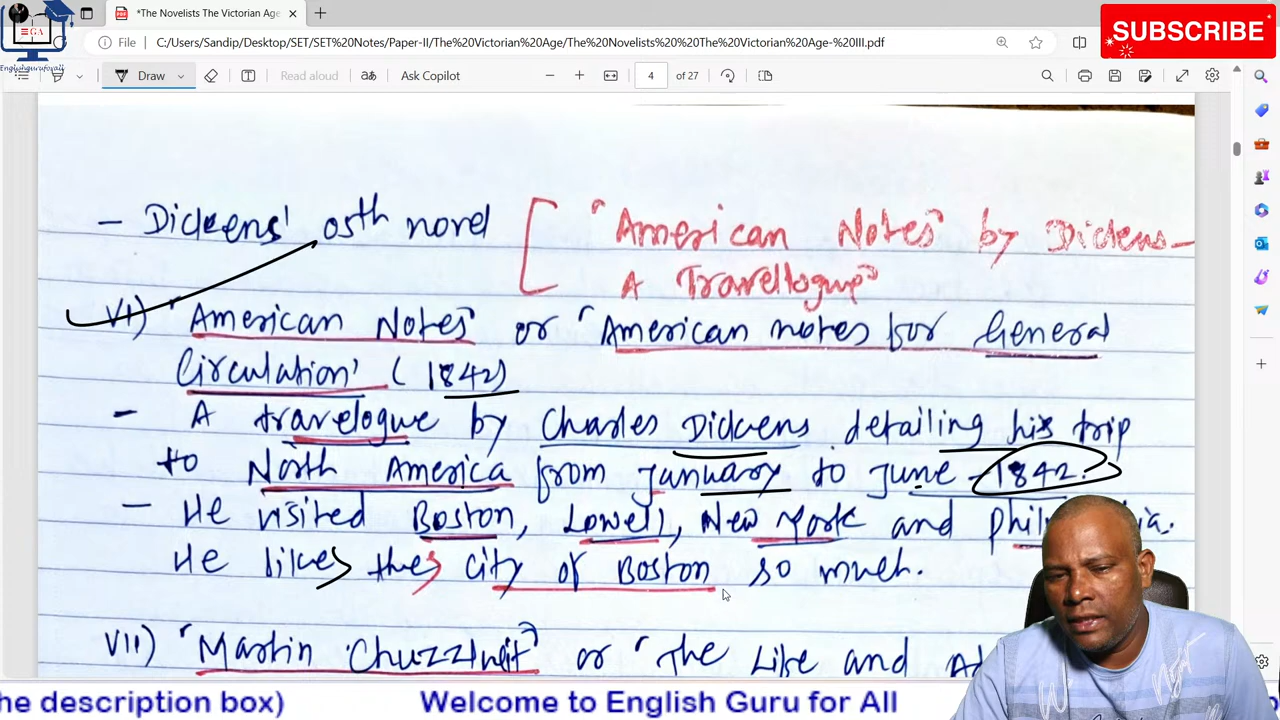 *The Novelists The Victorian Age
SUBSCRIBE
EGA
Englishguruforall
File
C:/Users/Sandip/Desktop/SET/SET%20Notes/Paper-II/The%20Victorian%20Age/The%20Novelists%20%20The%20Victorian%20Age-%20III.pdf
Draw
Read aloud
Ask Copilot
4 of 27
- Dickens' 05th novel
"American Notes" by Dickens-
A Travellogue"
VI) "American Notes" or "American notes for General
Circulation" (1842)
- A travelogue by Charles Dickens detailing his trip
to North America from January to June - 1842.
- He visited Boston, Lowell, New York and
He likes the city of Boston so much.
VII) "Martin Chuzzlewit" or "The Life and
he description box)
Welcome to English Guru for All